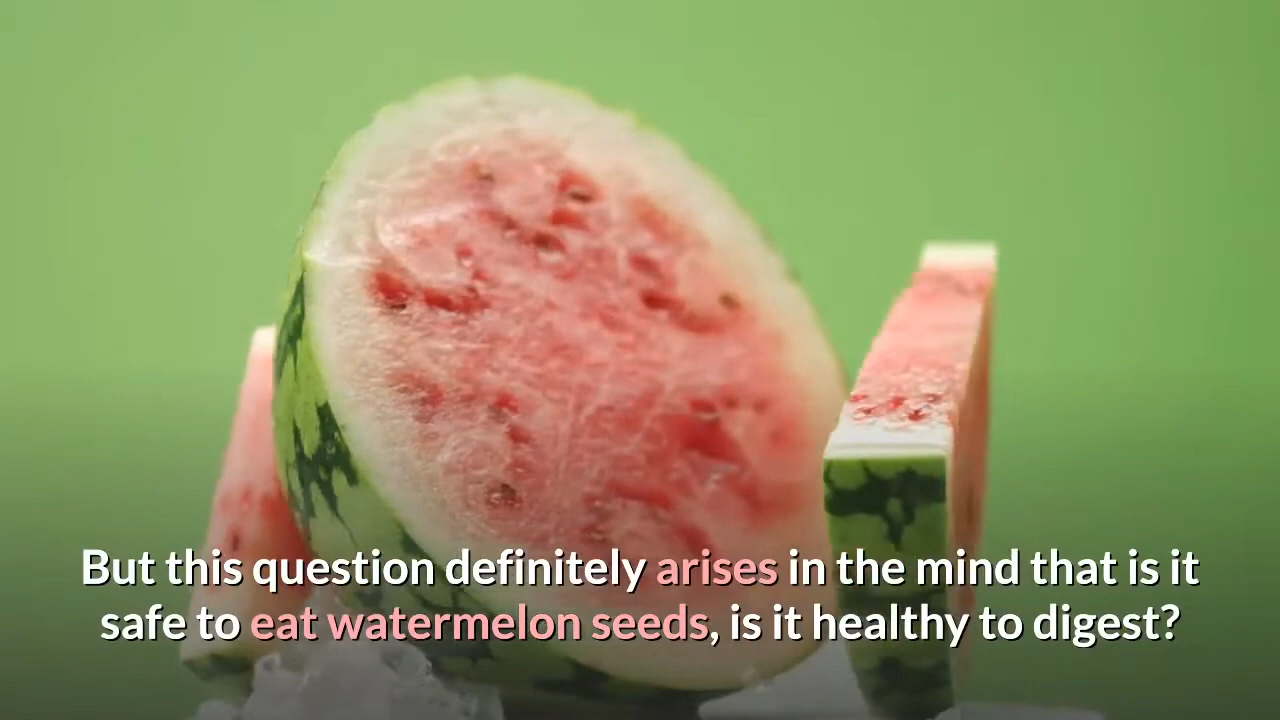 But this question definitely arises in the mind that is it
safe to eat watermelon seeds, is it healthy to digest?